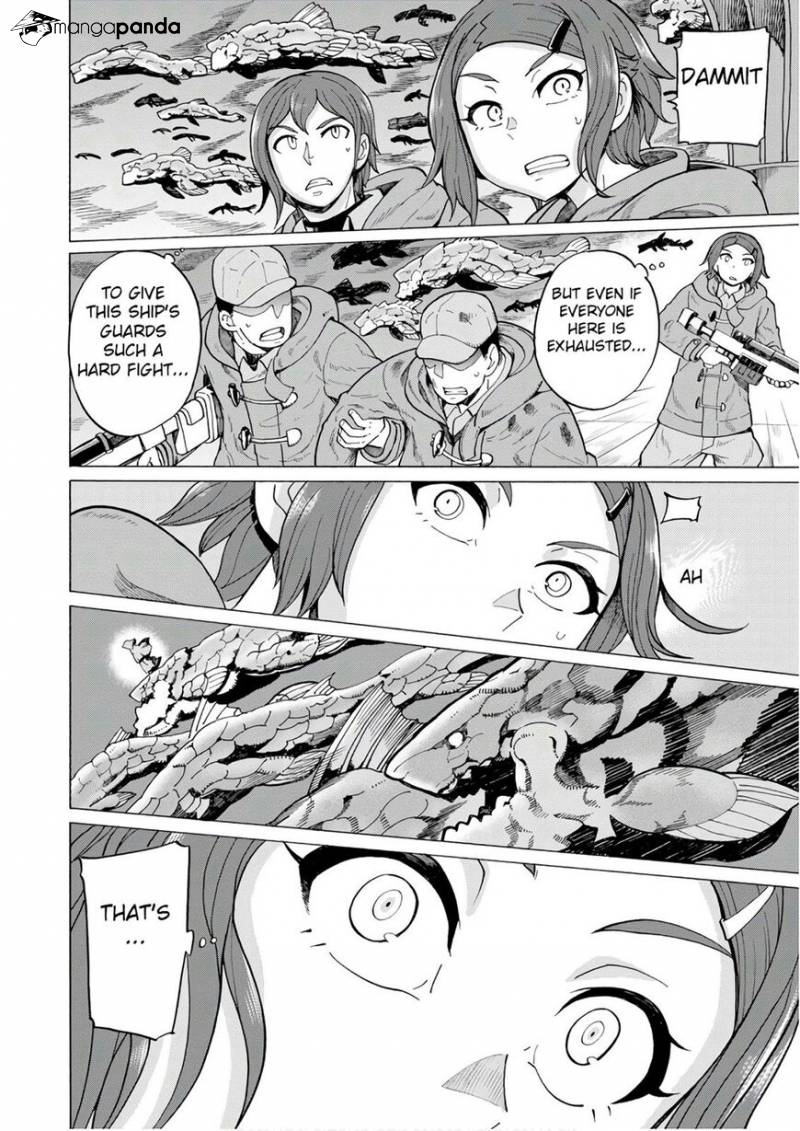 mangapanda
DAMMIT
BUT EVEN IF
EVERYONE
HERE IS
EXHAUSTED...
TO GIVE
THIS SHIP'S
GUARDS
SUCH A
HARD FIGHT...
AH
THAT'S
...